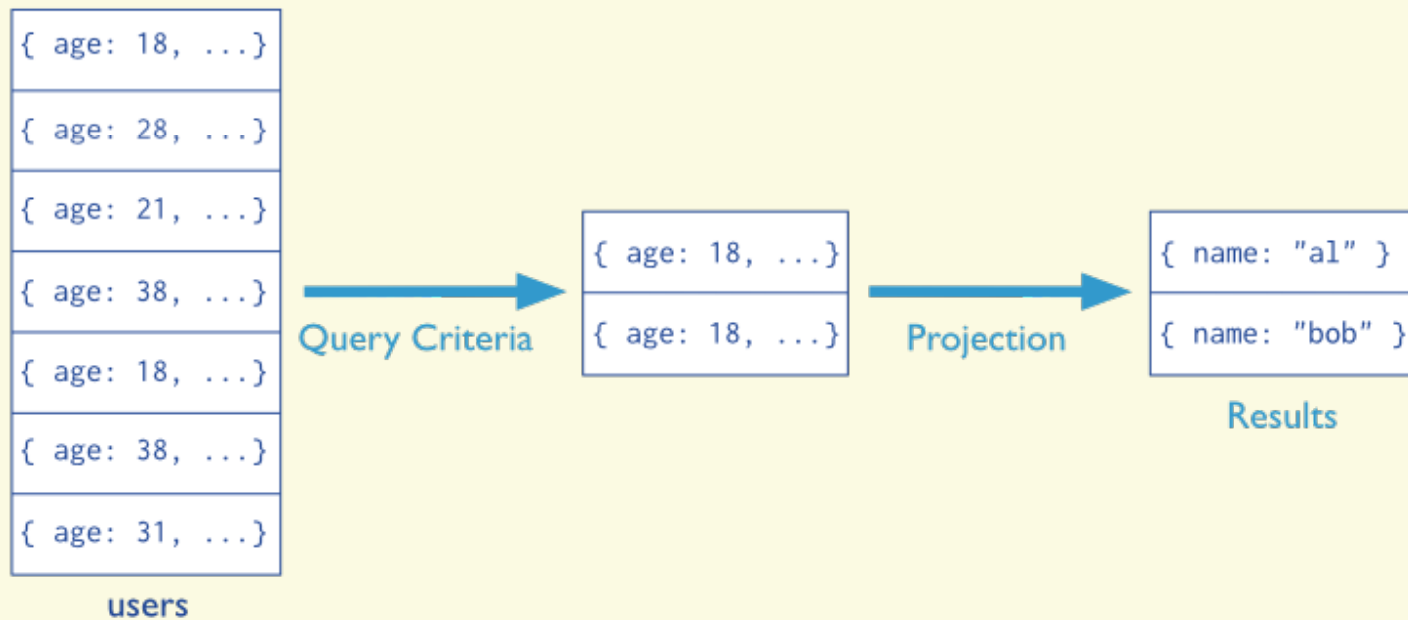 { age: 18, ...}
{ age: 28, ...}
{ age: 21, ...}
{ age: 38, ...}
{ age: 18, ...}
{ age: 38, ...}
{ age: 31, ...}
users
Query Criteria
{ age: 18, ...}
{ age: 18, ...}
Projection
{ name: "al" }
{ name: "bob" }
Results